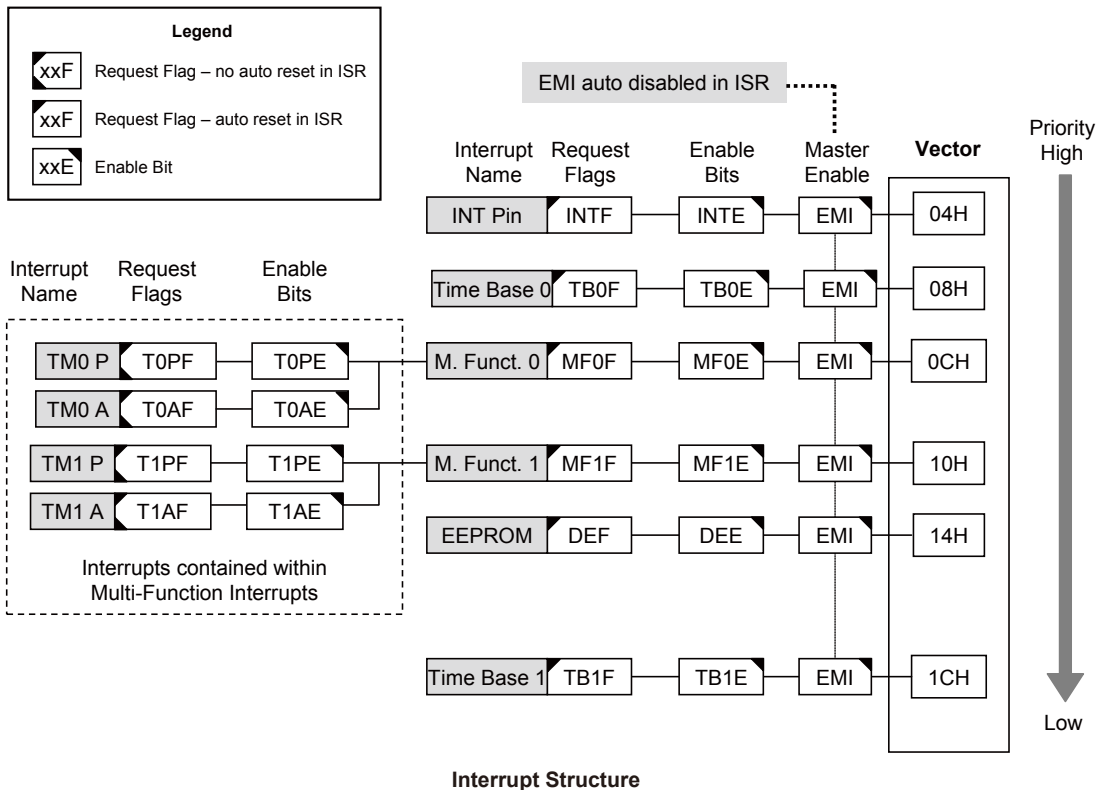 Legend
xxF Request Flag – no auto reset in ISR
xxF Request Flag – auto reset in ISR
xxE Enable Bit
EMI auto disabled in ISR
Interrupt Name
Request Flags
Enable Bits
Master Enable
Vector
Priority High
INT Pin INTF INTE EMI 04H
Interrupt Name
Request Flags
Enable Bits
Time Base 0 TB0F TB0E EMI 08H
TM0 P T0PF T0PE M. Funct. 0 MF0F MF0E EMI 0CH
TM0 A T0AF T0AE
TM1 P T1PF T1PE M. Funct. 1 MF1F MF1E EMI 10H
TM1 A T1AF T1AE
EEPROM DEF DEE EMI 14H
Interrupts contained within
Multi-Function Interrupts
Time Base 1 TB1F TB1E EMI 1CH
Low
Interrupt Structure